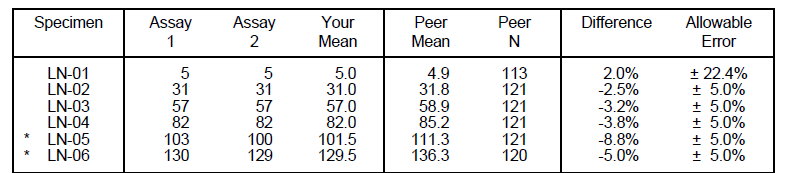 Specimen Assay 1 Assay 2 Your Mean Peer Mean Peer N Difference Allowable Error
LN-01 5 5 5.0 4.9 113 2.0% ± 22.4%
LN-02 31 31 31.0 31.8 121 -2.5% ± 5.0%
LN-03 57 57 57.0 58.9 121 -3.2% ± 5.0%
LN-04 82 82 82.0 85.2 121 -3.8% ± 5.0%
* LN-05 103 100 101.5 111.3 121 -8.8% ± 5.0%
* LN-06 130 129 129.5 136.3 120 -5.0% ± 5.0%